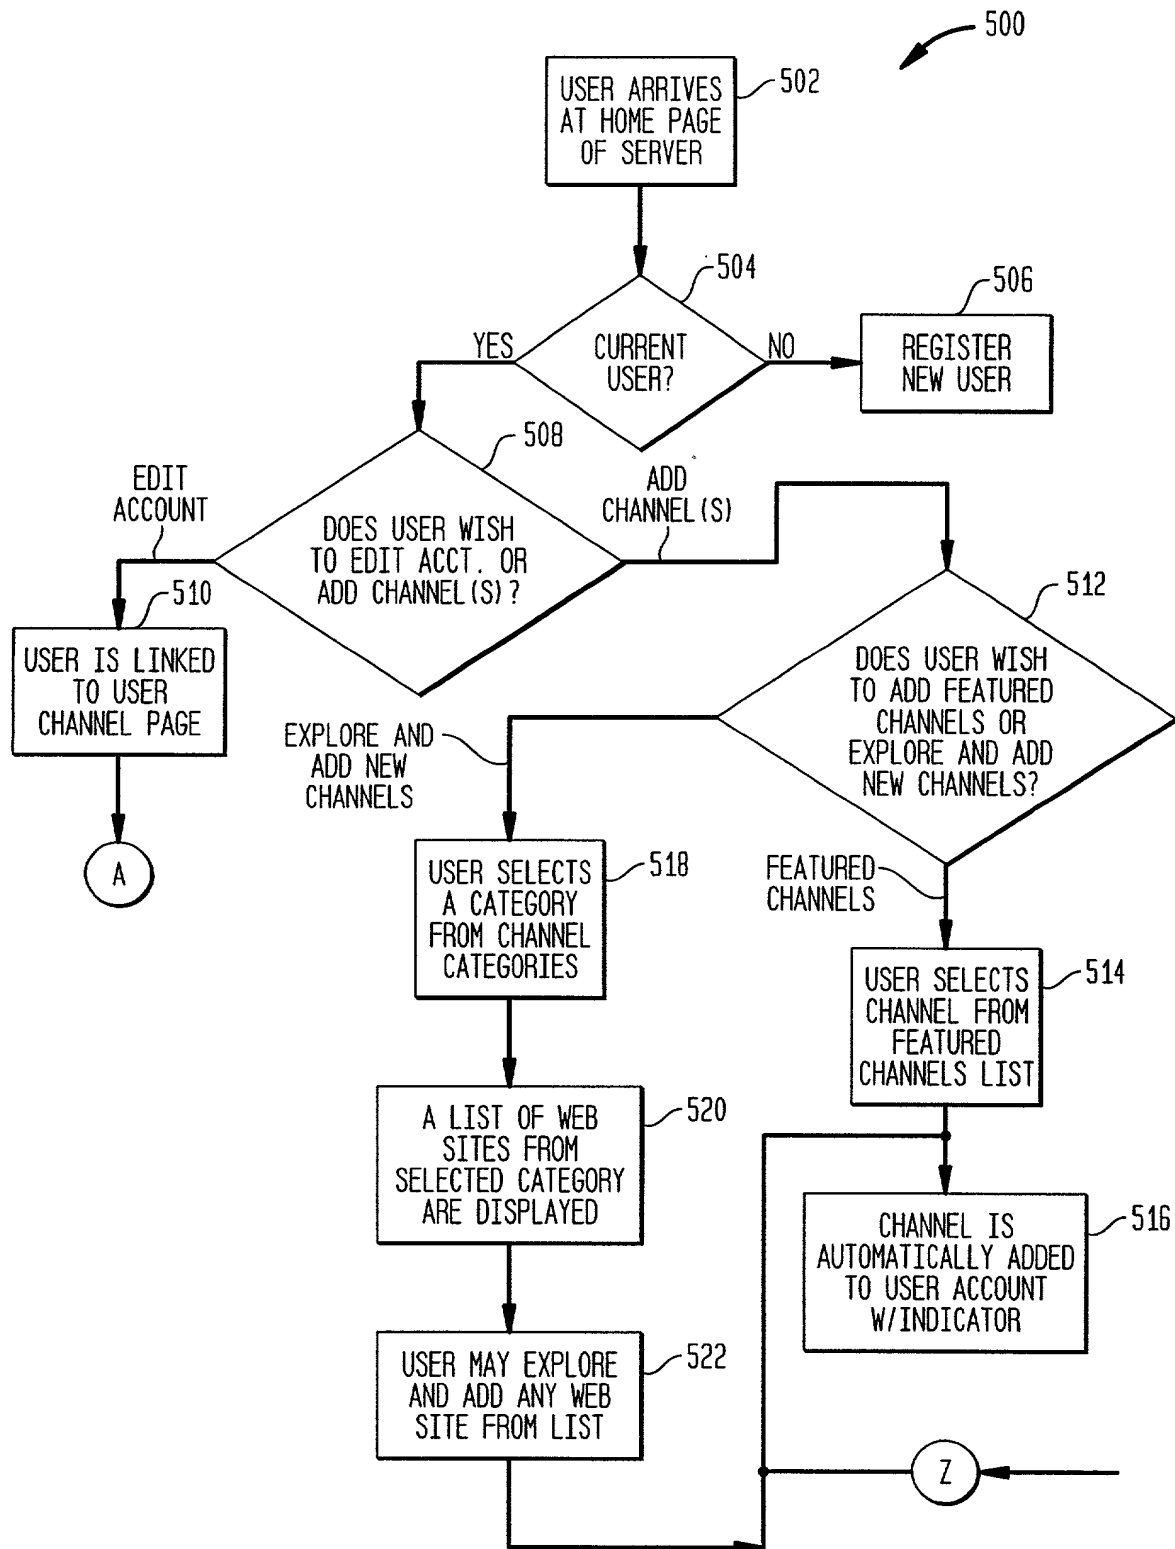 500
USER ARRIVES
AT HOME PAGE
OF SERVER
502
504
CURRENT
USER?
YES
NO
506
REGISTER
NEW USER
508
DOES USER WISH
TO EDIT ACCT. OR
ADD CHANNEL(S)?
EDIT
ACCOUNT
ADD
CHANNEL(S)
510
USER IS LINKED
TO USER
CHANNEL PAGE
A
512
DOES USER WISH
TO ADD FEATURED
CHANNELS OR
EXPLORE AND ADD
NEW CHANNELS?
EXPLORE AND
ADD NEW
CHANNELS
FEATURED
CHANNELS
518
USER SELECTS
A CATEGORY
FROM CHANNEL
CATEGORIES
514
USER SELECTS
CHANNEL FROM
FEATURED
CHANNELS LIST
520
A LIST OF WEB
SITES FROM
SELECTED CATEGORY
ARE DISPLAYED
516
CHANNEL IS
AUTOMATICALLY ADDED
TO USER ACCOUNT
W/INDICATOR
522
USER MAY EXPLORE
AND ADD ANY WEB
SITE FROM LIST
Z